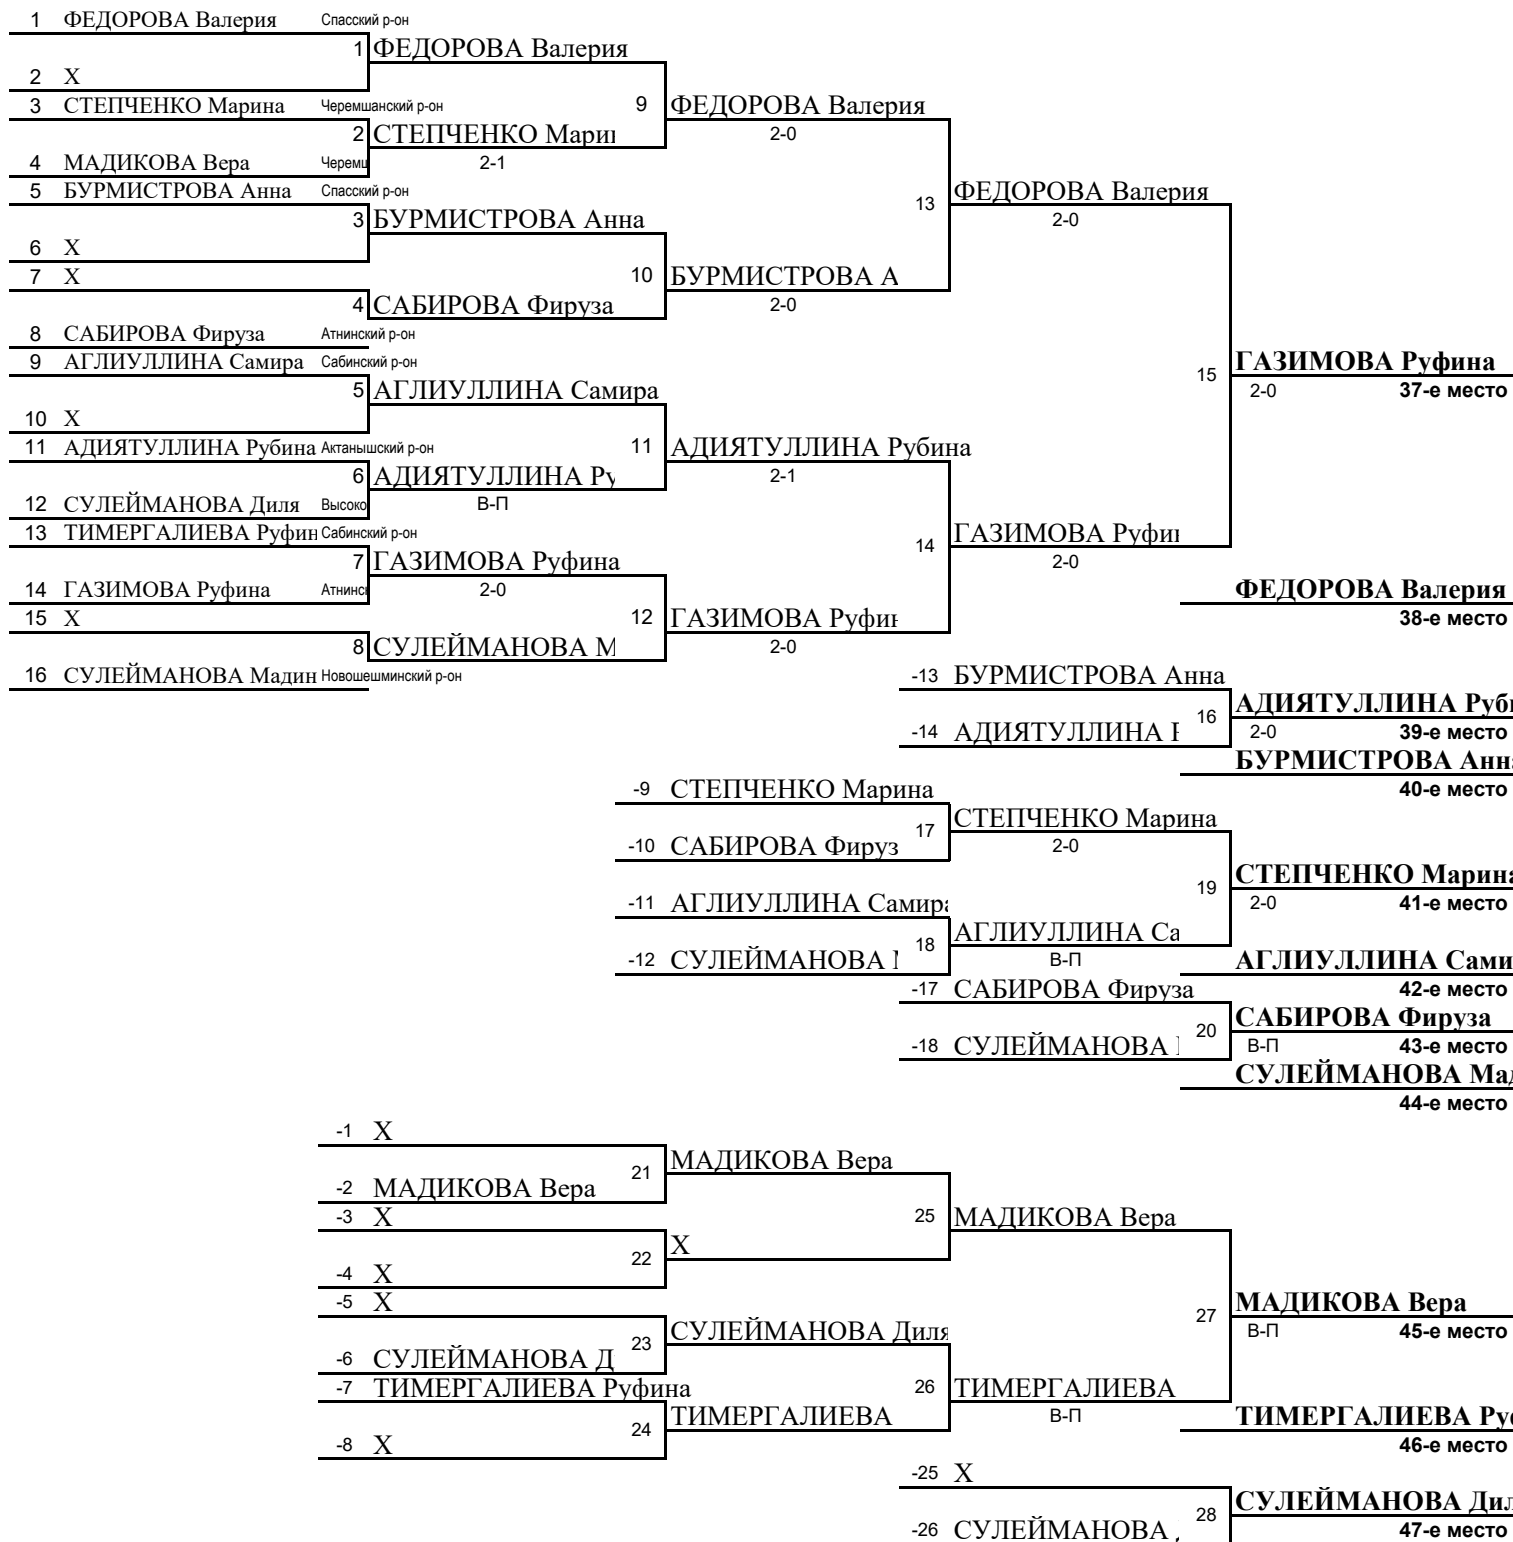 1 ФЕДОРОВА Валерия Спасский р-он
1 ФЕДОРОВА Валерия
2 X
3 СТЕПЧЕНКО Марина Черемшанский р-он
9 ФЕДОРОВА Валерия
2 СТЕПЧЕНКО
2-0
4 МАДИКОВА Вера
2-1
5 БУРМИСТРОВА Анна Спасский р-он
13 ФЕДОРОВА Валерия
3 БУРМИСТРОВА Анна
2-0
6 X
7 X
10 БУРМИСТРОВА А
4 САБИРОВА Фируза
2-0
8 САБИРОВА Фируза Атнинский р-он
9 АГЛИУЛЛИНА Самира Сабинский р-он
15 ГАЗИМОВА Руфина
5 АГЛИУЛЛИНА Самира
2-0 37-е место
10 X
11 АДИЯТУЛЛИНА Рубина Актанышский р-он
11 АДИЯТУЛЛИНА Рубина
6 АДИЯТУЛЛИНА
2-1
12 СУЛЕЙМАНОВА Диля Высоко
В-П
13 ТИМЕРГАЛИЕВА Руфин Сабинский р-он
14 ГАЗИМОВА
7 ГАЗИМОВА Руфина
2-0
14 ГАЗИМОВА Руфина
2-0
ФЕДОРОВА Валерия
15 X
12 ГАЗИМОВА
38-е место
8 СУЛЕЙМАНОВА
2-0
16 СУЛЕЙМАНОВА Мадин Новошешминский р-он
-13 БУРМИСТРОВА Анна
16 АДИЯТУЛЛИНА
-14 АДИЯТУЛЛИНА
2-0 39-е место
БУРМИСТРОВА
40-е место
-9 СТЕПЧЕНКО Марина
17 СТЕПЧЕНКО Марина
-10 САБИРОВА Фируз
2-0
19 СТЕПЧЕНКО Марина
-11 АГЛИУЛЛИНА Самира
2-0 41-е место
18 АГЛИУЛЛИНА Са
-12 СУЛЕЙМАНОВА
В-П
АГЛИУЛЛИНА Сами
42-е место
-17 САБИРОВА Фируза
20 САБИРОВА Фируза
-18 СУЛЕЙМАНОВА
В-П 43-е место
СУЛЕЙМАНОВА
44-е место
-1 X
21 МАДИКОВА Вера
-2 МАДИКОВА Вера
-3 X
25 МАДИКОВА Вера
22 X
-4 X
-5 X
27 МАДИКОВА Вера
В-П 45-е место
23 СУЛЕЙМАНОВА Диля
-6 СУЛЕЙМАНОВА Д
-7 ТИМЕРГАЛИЕВА Руфина
26 ТИМЕРГАЛИЕВА
24 ТИМЕРГАЛИЕВА
В-П
ТИМЕРГАЛИЕВА
-8 X
46-е место
-25 X
28 СУЛЕЙМАНОВА
-26 СУЛЕЙМАНОВА
47-е место